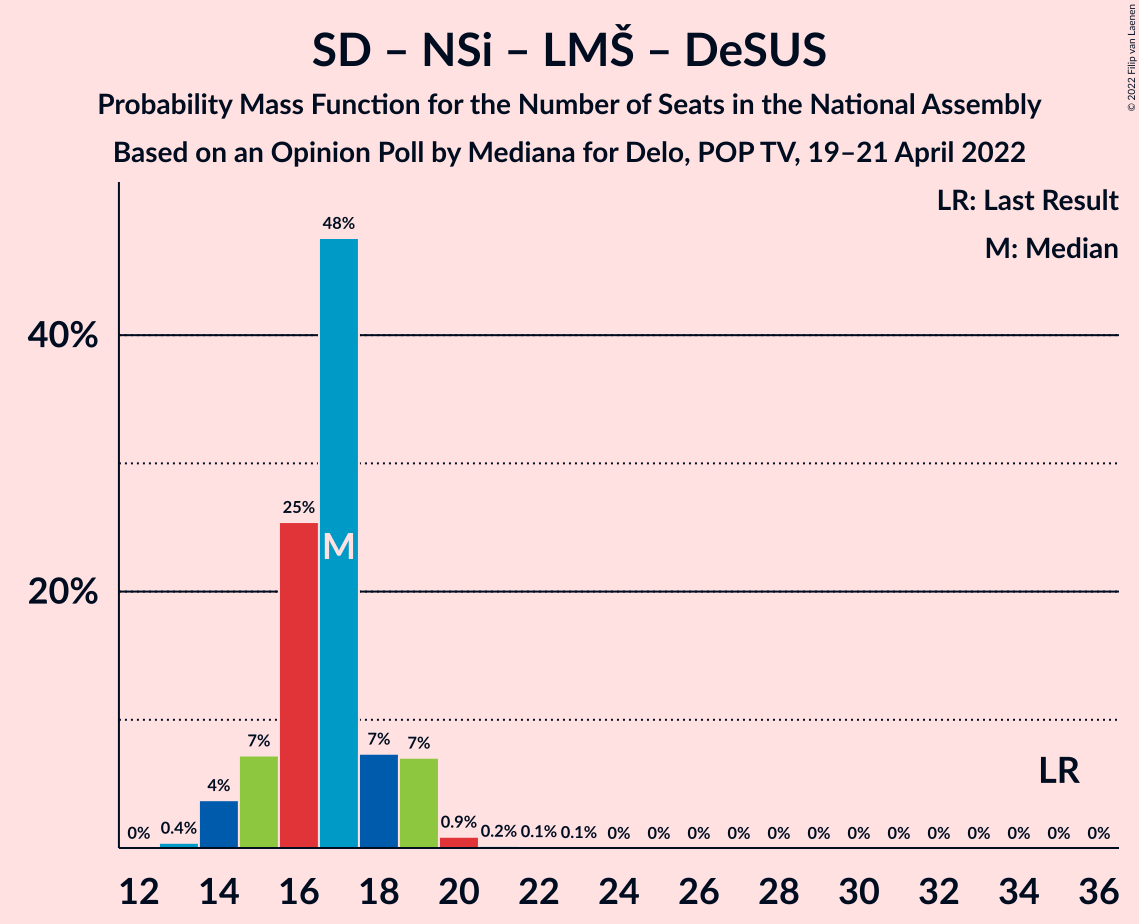 SD – NSi – LMŠ – DeSUS
Probability Mass Function for the Number of Seats in the National Assembly
Based on an Opinion Poll by Mediana for Delo, POP TV, 19–21 April 2022
© 2022 Filip van Laenen
LR: Last Result
M: Median
40%
20%
0% 0.4% 4% 7% 25% 48% 7% 7% 0.9% 0.2% 0.1% 0.1% 0% 0% 0% 0% 0% 0% 0% 0% 0% 0% 0% 0% 0%
M
LR
12 14 16 18 20 22 24 26 28 30 32 34 36